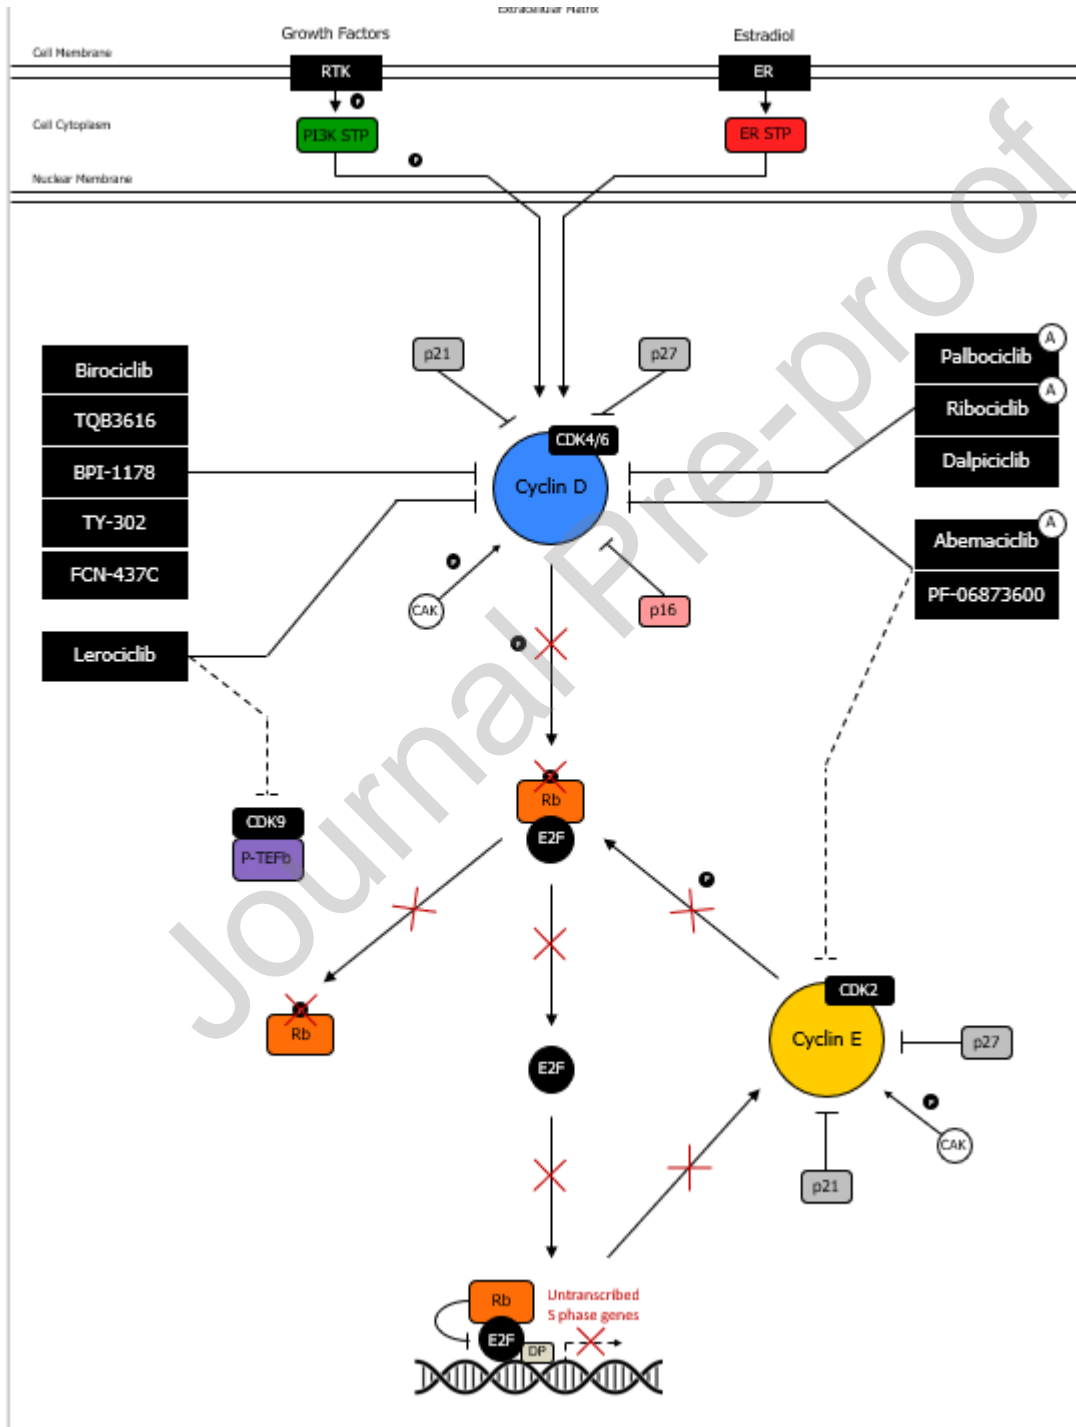 Extracellular Matrix
Growth Factors
Estradiol
Cell Membrane
RTK
ER
P
Cell Cytoplasm
PI3K STP
ER STP
P
Nuclear Membrane
Birociclib
TQB3616
BPI-1178
TY-302
FCN-437C
Lerociclib
p21
p27
CDK4/6
Cyclin D
P
CAK
p16
P
A
Palbociclib
A
Ribociclib
Dalpiciclib
A
Abemaciclib
PF-06873600
CDK9
P-TEFb
Rb
E2F
P
Rb
E2F
CDK2
Cyclin E
p27
P
CAK
p21
Rb
E2F
DP
Untranscribed
S phase genes
Journal Pre-proof